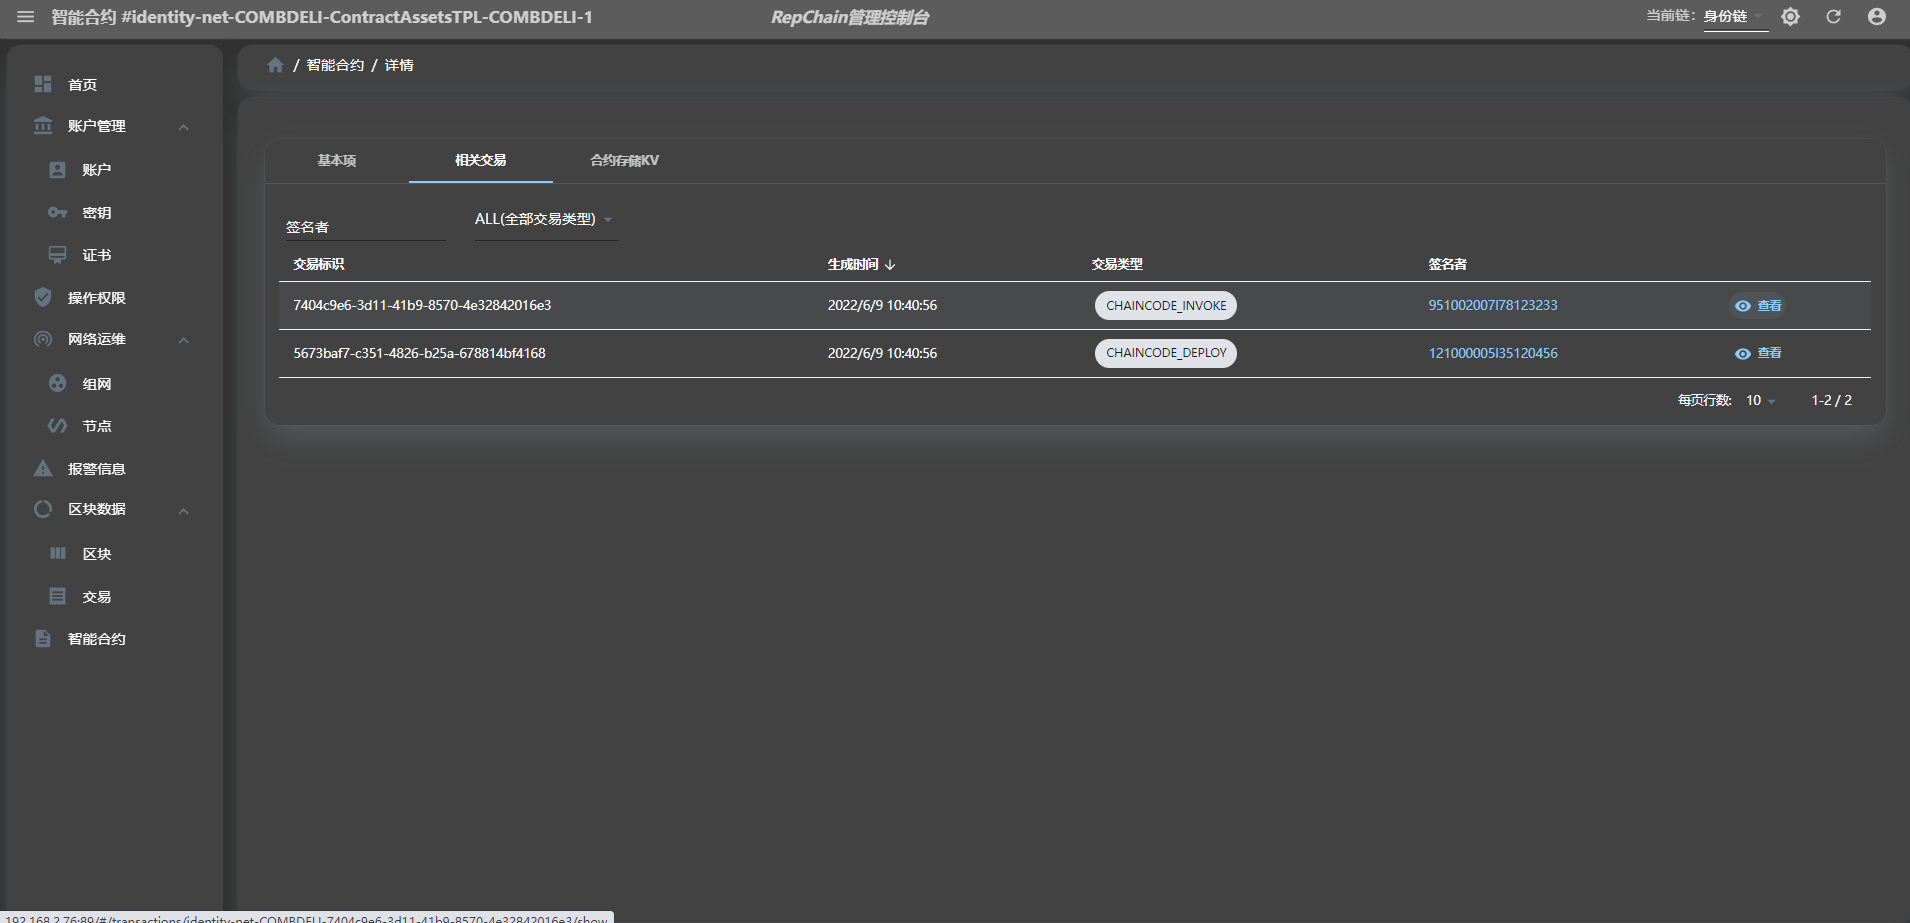 智能合约 #identity-net-COMBDELI-ContractAssetsTPL-COMBDELI-1
RepChain管理控制台
当前链: 身份链
首页
账户管理
账户
密钥
证书
操作权限
网络运维
组网
节点
报警信息
区块数据
区块
交易
智能合约
/ 智能合约 / 详情
基本项 相关交易 合约存储KV
签名者 ALL(全部交易类型)
交易标识 生成时间 交易类型 签名者
7404c9e6-3d11-41b9-8570-4e32842016e3 2022/6/9 10:40:56 CHAINCODE_INVOKE 951002007l78123233 查看
5673baf7-c351-4826-b25a-678814bf4168 2022/6/9 10:40:56 CHAINCODE_DEPLOY 121000005l35120456 查看
每页行数: 10 1-2 / 2
192.168.2.76:89/#/transactions/identity-net-COMBDELI-7404c9e6-3d11-41b9-8570-4e32842016e3/show